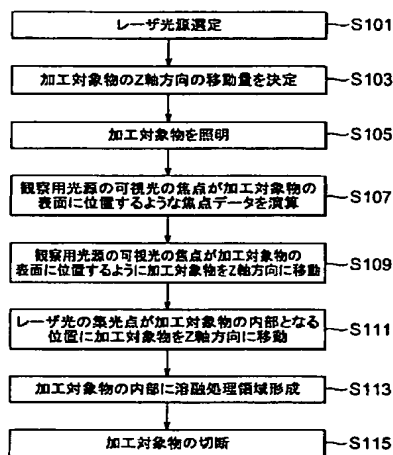 レーザ光源選定
S101
加工対象物のZ軸方向の移動量を決定
S103
加工対象物を照明
S105
観察用光源の可視光の焦点が加工対象物の
表面に位置するような焦点データを演算
S107
観察用光源の可視光の焦点が加工対象物の
表面に位置するように加工対象物をZ軸方向に移動
S109
レーザ光の集光点が加工対象物の内部となる
位置に加工対象物をZ軸方向に移動
S111
加工対象物の内部に溶融処理領域形成
S113
加工対象物の切断
S115